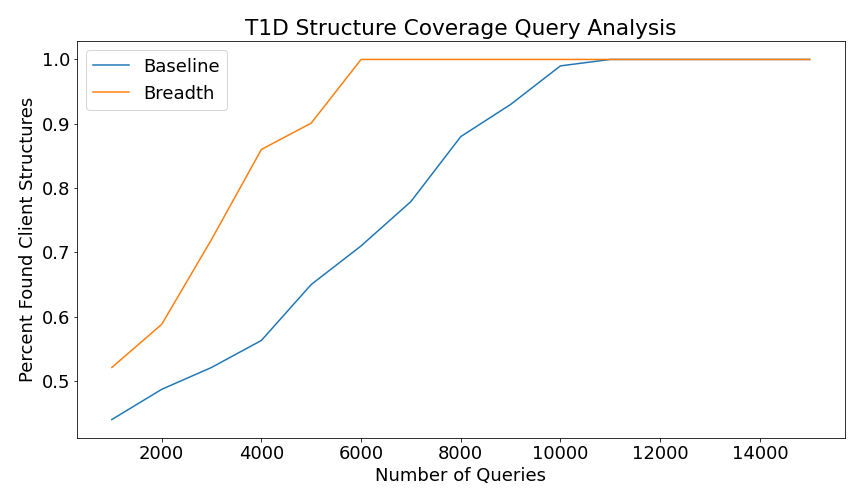 T1D Structure Coverage Query Analysis
Baseline
Breadth
Percent Found Client Structures
1.0
0.9
0.8
0.7
0.6
0.5
2000 4000 6000 8000 10000 12000 14000
Number of Queries